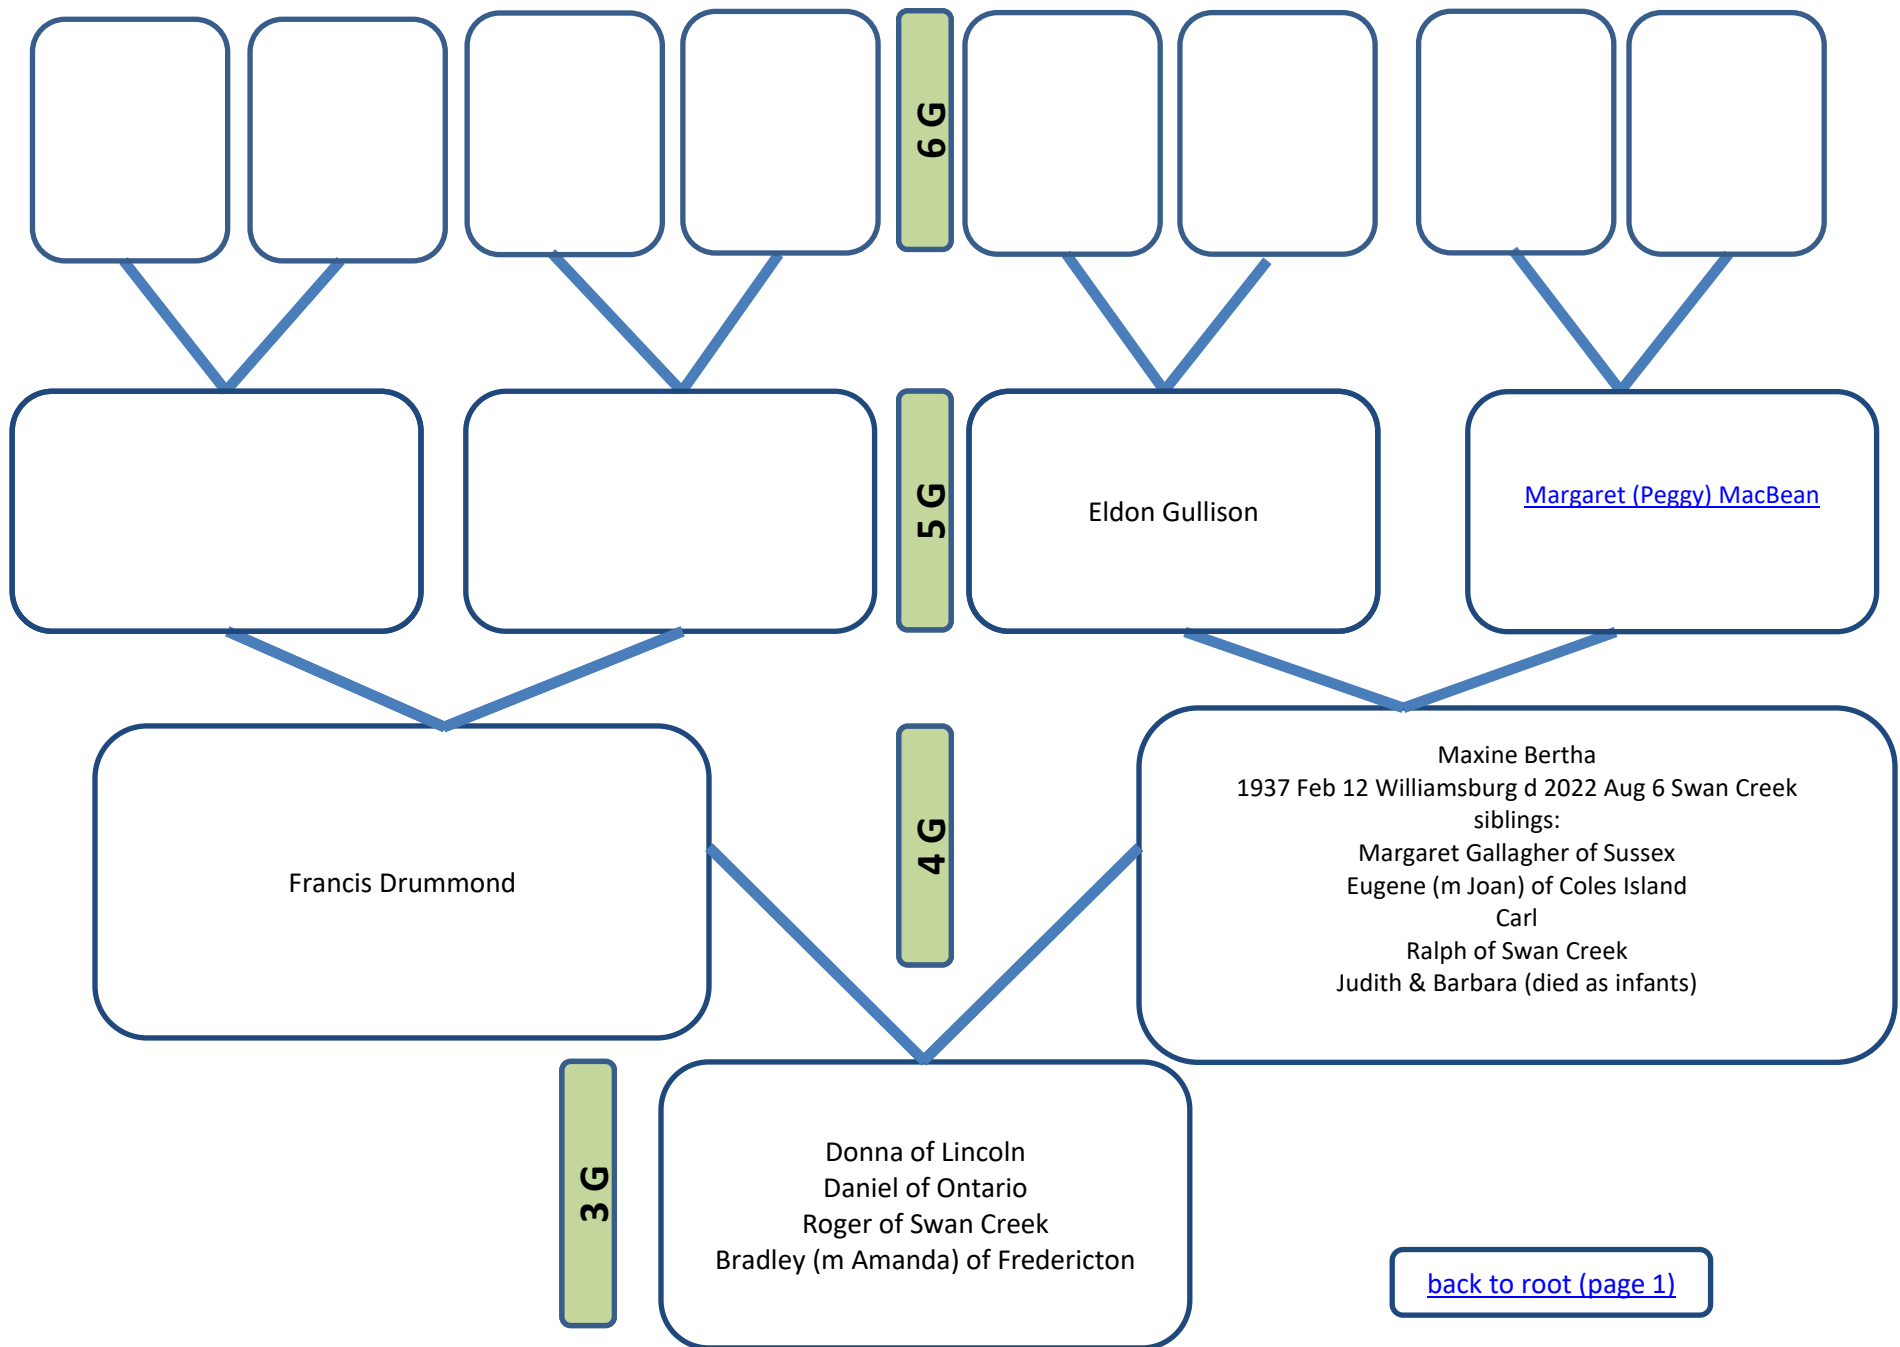 6 G
5 G
Eldon Gullison
Margaret (Peggy) MacBean
4 G
Francis Drummond
Maxine Bertha
1937 Feb 12 Williamsburg d 2022 Aug 6 Swan Creek
siblings:
Margaret Gallagher of Sussex
Eugene (m Joan) of Coles Island
Carl
Ralph of Swan Creek
Judith & Barbara (died as infants)
3 G
Donna of Lincoln
Daniel of Ontario
Roger of Swan Creek
Bradley (m Amanda) of Fredericton
back to root (page 1)